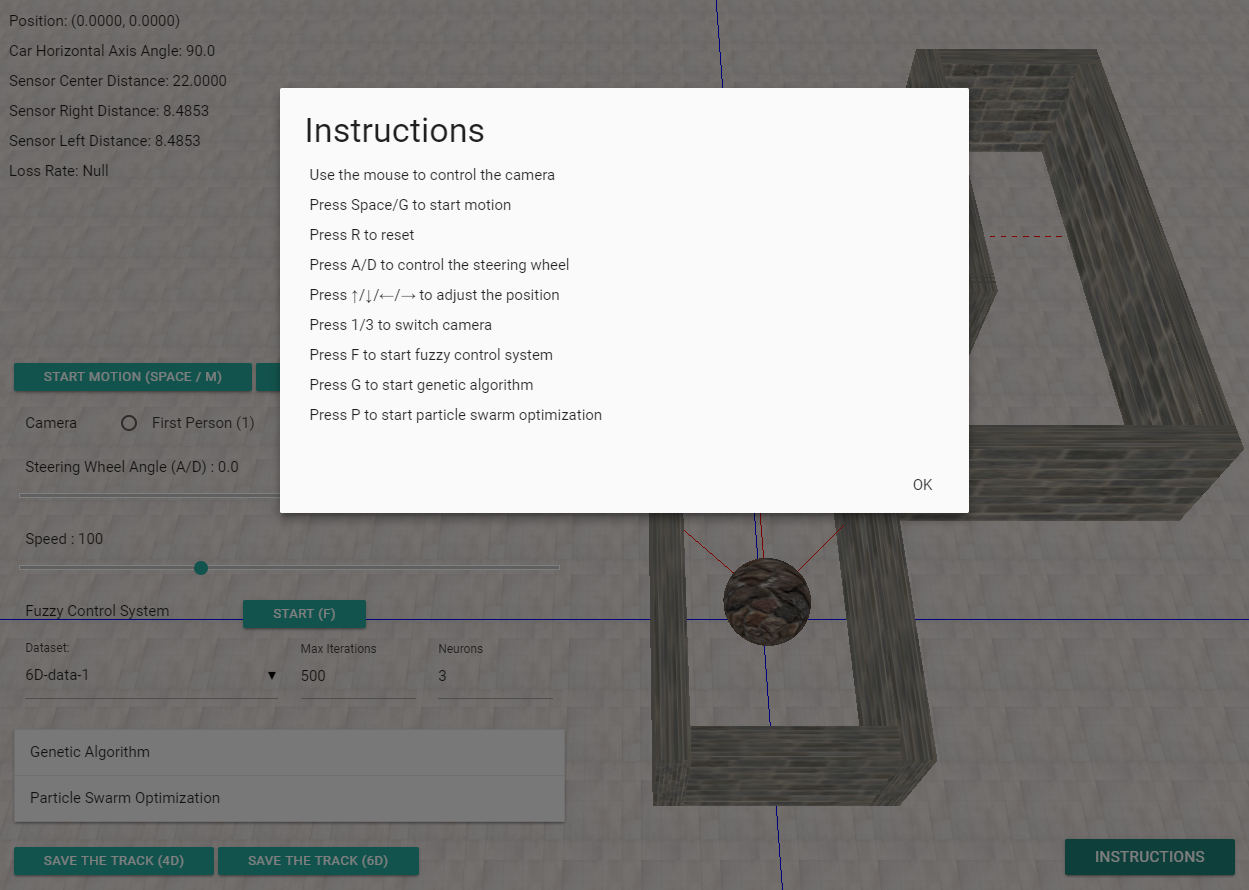 Position: (0.0000, 0.0000)
Car Horizontal Axis Angle: 90.0
Sensor Center Distance: 22.0000
Sensor Right Distance: 8.4853
Sensor Left Distance: 8.4853
Loss Rate: Null
Instructions
Use the mouse to control the camera
Press Space/G to start motion
Press R to reset
Press A/D to control the steering wheel
Press ↑/↓/←/→ to adjust the position
Press 1/3 to switch camera
Press F to start fuzzy control system
Press G to start genetic algorithm
Press P to start particle swarm optimization
OK
START MOTION (SPACE / M)
Camera First Person (1)
Steering Wheel Angle (A/D) : 0.0
Speed : 100
Fuzzy Control System START (F)
Dataset: Max Iterations Neurons
6D-data-1 ▼ 500 3
Genetic Algorithm
Particle Swarm Optimization
SAVE THE TRACK (4D) SAVE THE TRACK (6D) INSTRUCTIONS